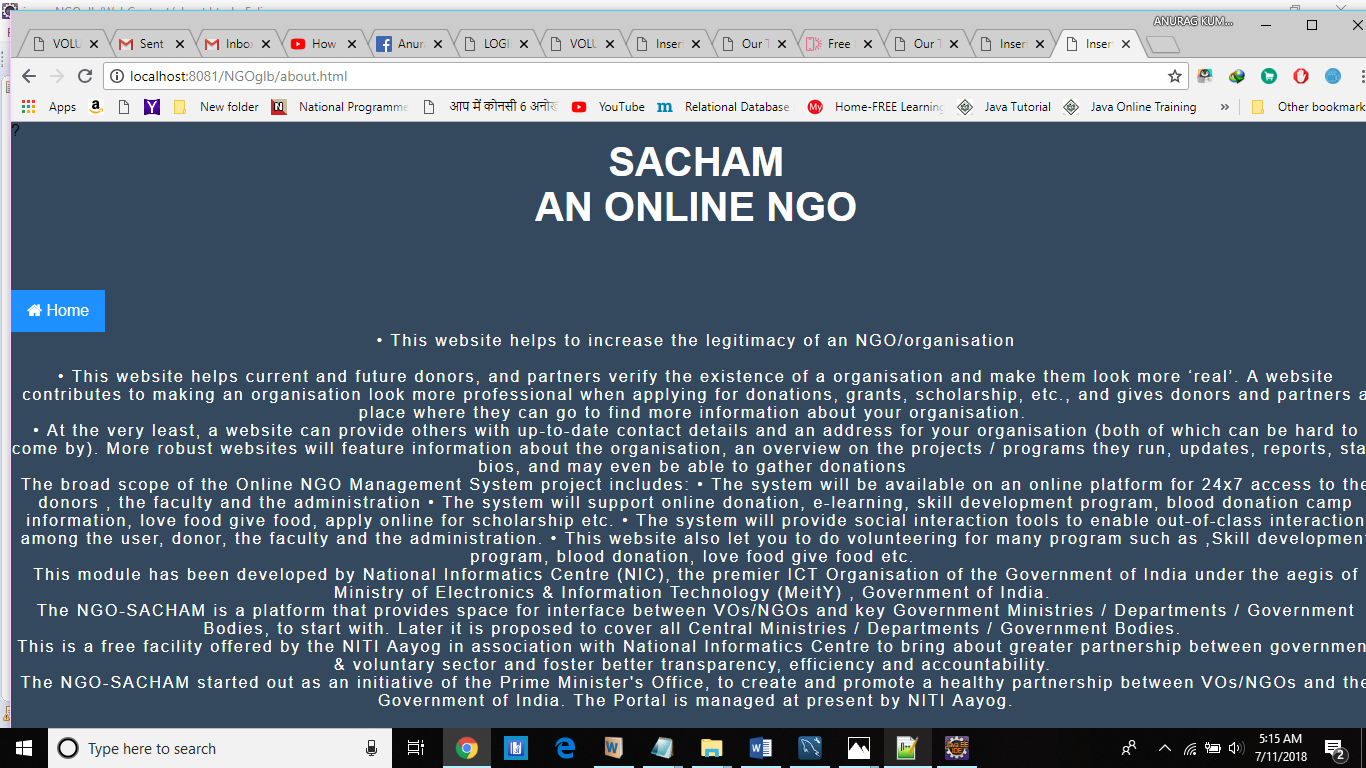 ANURAG KUM...
VOLU Sent Inbo How Anura LOGI VOLU Inser Our T Free Our T Inser Inser
localhost:8081/NGOglb/about.html
Apps New folder National Programme आप में कोनसी 6 अनोख YouTube Relational Database Home-FREE Learning Java Tutorial Java Online Training » Other bookmark
?
SACHAM
AN ONLINE NGO
Home
• This website helps to increase the legitimacy of an NGO/organisation
• This website helps current and future donors, and partners verify the existence of a organisation and make them look more ‘real’. A website
contributes to making an organisation look more professional when applying for donations, grants, scholarship, etc., and gives donors and partners a
place where they can go to find more information about your organisation.
• At the very least, a website can provide others with up-to-date contact details and an address for your organisation (both of which can be hard to
come by). More robust websites will feature information about the organisation, an overview on the projects / programs they run, updates, reports, sta
bios, and may even be able to gather donations
The broad scope of the Online NGO Management System project includes: • The system will be available on an online platform for 24x7 access to the
donors , the faculty and the administration • The system will support online donation, e-learning, skill development program, blood donation camp
information, love food give food, apply online for scholarship etc. • The system will provide social interaction tools to enable out-of-class interaction
among the user, donor, the faculty and the administration. • This website also let you to do volunteering for many program such as ,Skill developmen
program, blood donation, love food give food etc.
This module has been developed by National Informatics Centre (NIC), the premier ICT Organisation of the Government of India under the aegis of
Ministry of Electronics & Information Technology (MeitY) , Government of India.
The NGO-SACHAM is a platform that provides space for interface between VOs/NGOs and key Government Ministries / Departments / Government
Bodies, to start with. Later it is proposed to cover all Central Ministries / Departments / Government Bodies.
This is a free facility offered by the NITI Aayog in association with National Informatics Centre to bring about greater partnership between governmen
& voluntary sector and foster better transparency, efficiency and accountability.
The NGO-SACHAM started out as an initiative of the Prime Minister's Office, to create and promote a healthy partnership between VOs/NGOs and the
Government of India. The Portal is managed at present by NITI Aayog.
Type here to search
5:15 AM
7/11/2018
2